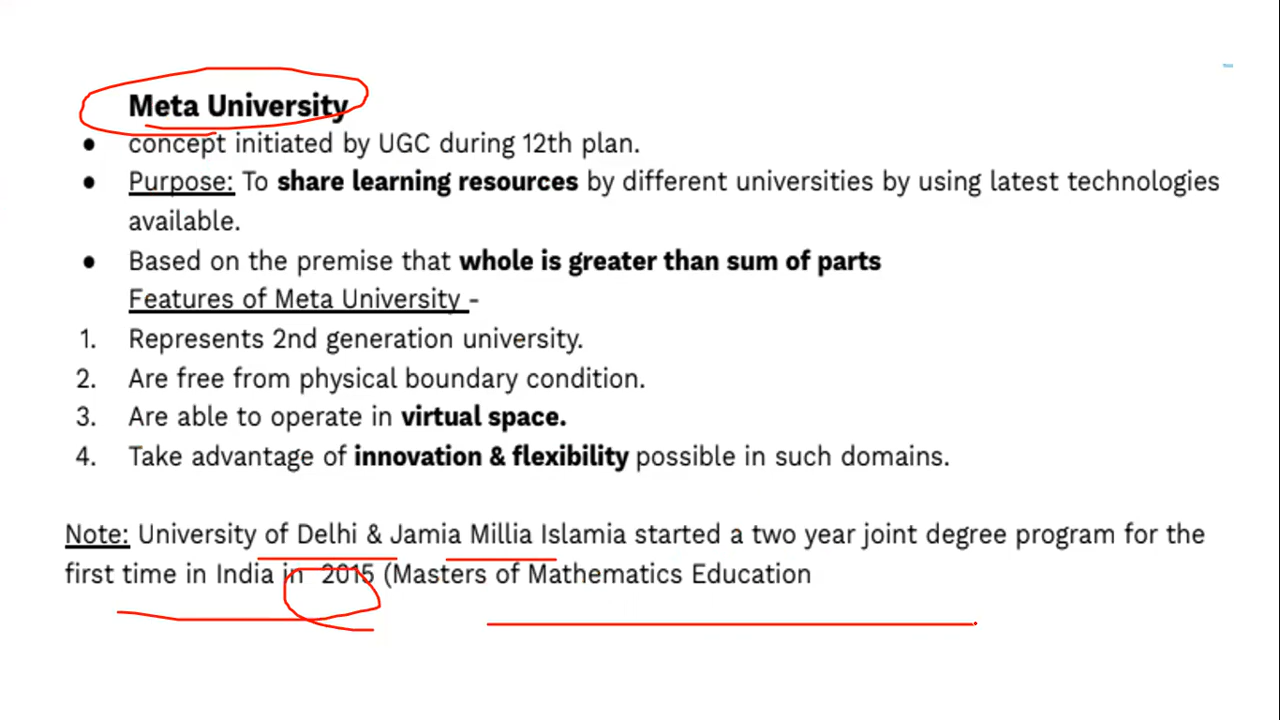 Meta University
● concept initiated by UGC during 12th plan.
● Purpose: To share learning resources by different universities by using latest technologies
available.
● Based on the premise that whole is greater than sum of parts
Features of Meta University -
1. Represents 2nd generation university.
2. Are free from physical boundary condition.
3. Are able to operate in virtual space.
4. Take advantage of innovation & flexibility possible in such domains.
Note: University of Delhi & Jamia Millia Islamia started a two year joint degree program for the
first time in India in 2015 (Masters of Mathematics Education